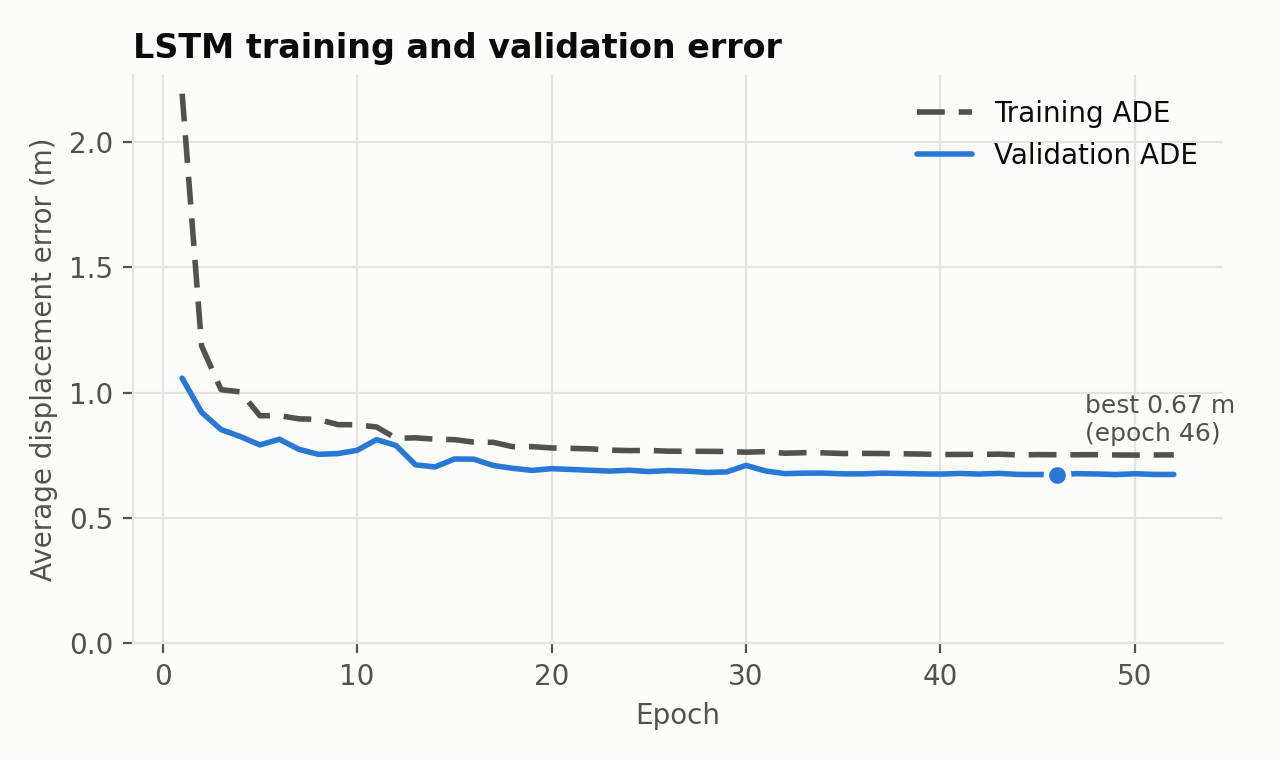 LSTM training and validation error
Training ADE
Validation ADE
Average displacement error (m)
2.0
1.5
1.0
0.5
0.0
best 0.67 m
(epoch 46)
0 10 20 30 40 50
Epoch